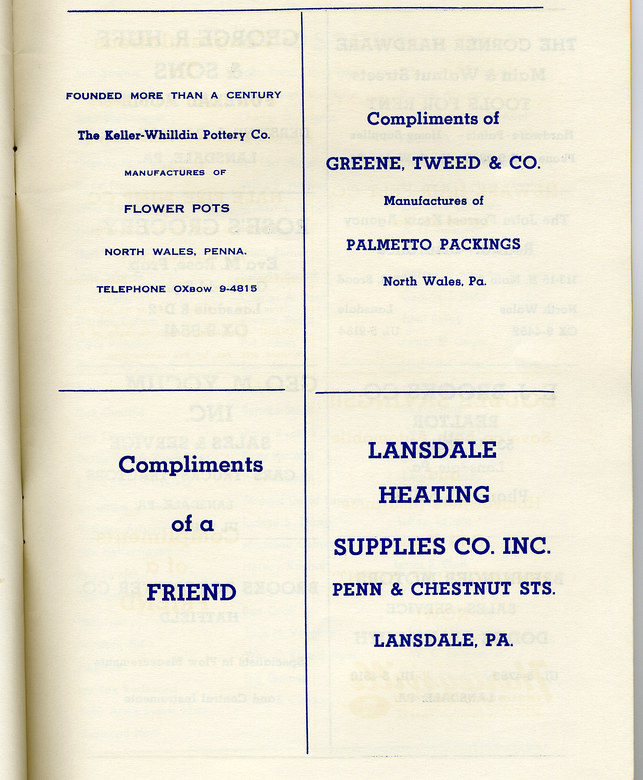 FOUNDED MORE THAN A CENTURY
The Keller-Whilldin Pottery Co.
MANUFACTURES OF
FLOWER POTS
NORTH WALES, PENNA.
TELEPHONE OXBOW 9-4815
Compliments of
GREENE, TWEED & CO.
Manufactures of
PALMETTO PACKINGS
North Wales, Pa.
Compliments
of a
FRIEND
LANSDALE
HEATING
SUPPLIES CO. INC.
PENN & CHESTNUT STS.
LANSDALE, PA.